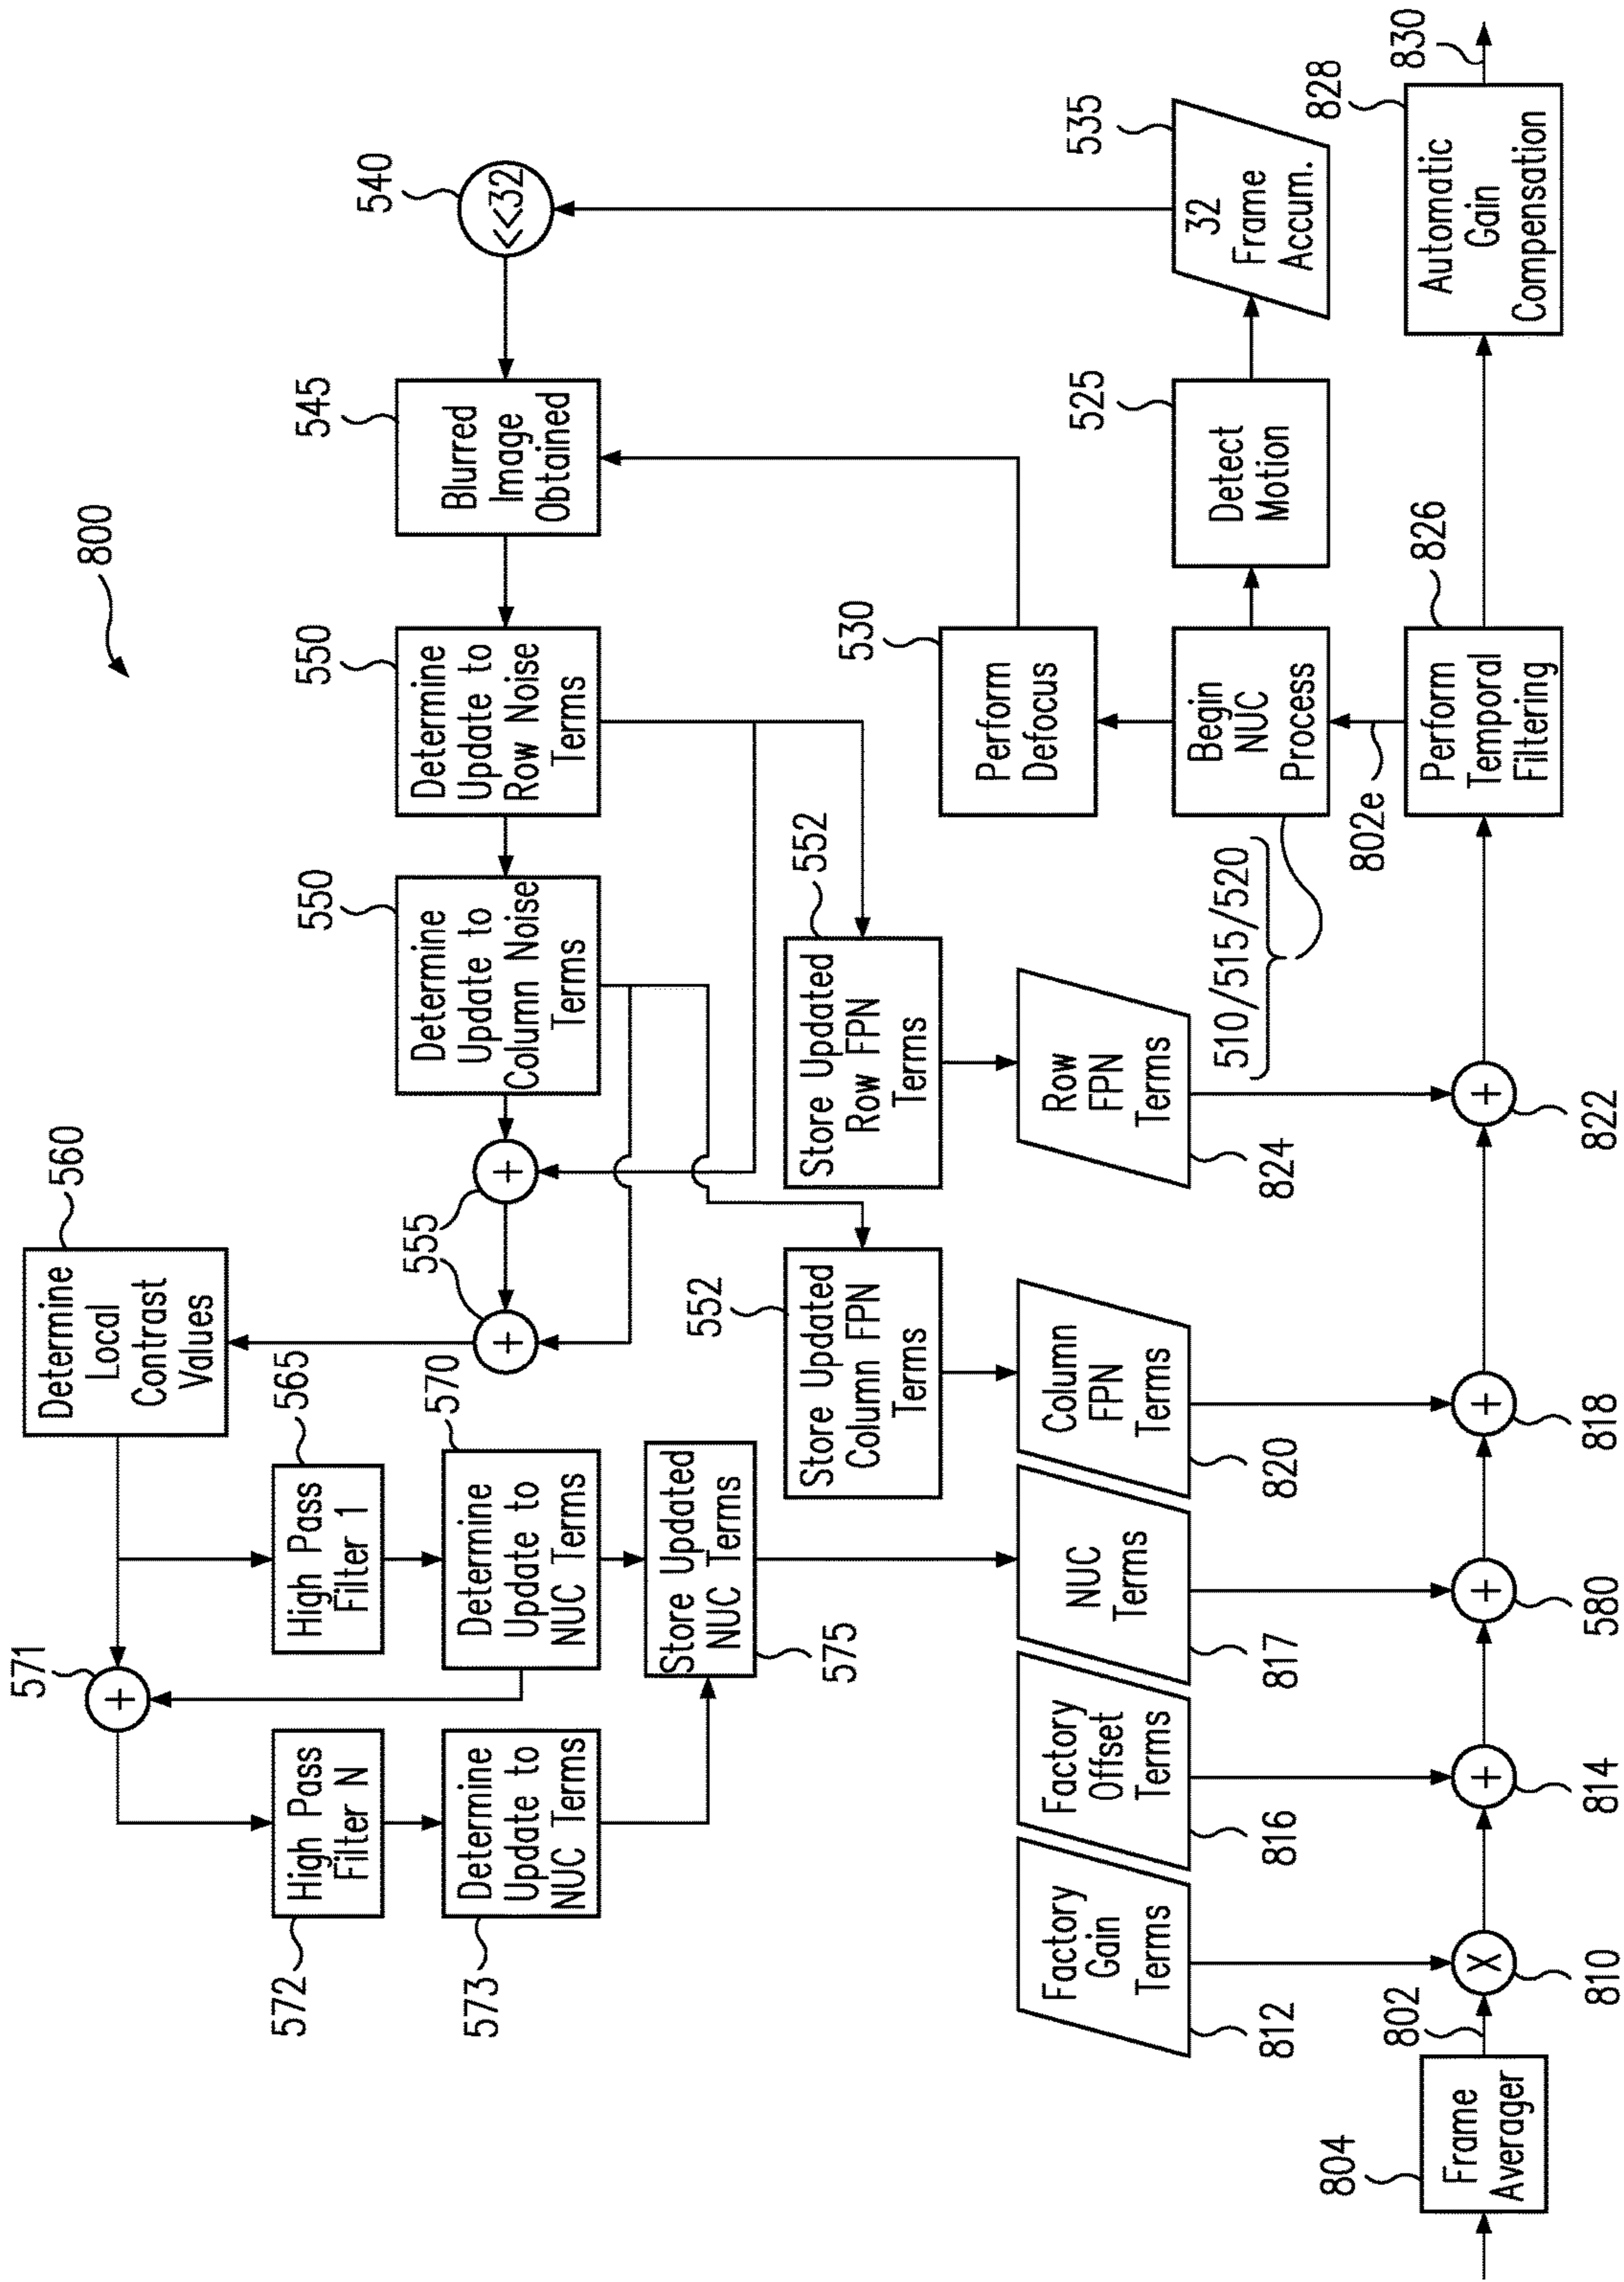 800
560
Determine
Local
Contrast
Values
571
High Pass
Filter 1
565
570
Determine
Update to
NUC Terms
High Pass
Filter N
572
Determine
Update to
NUC Terms
573
Store Updated
NUC Terms
575
555
550
Determine
Update to
Column Noise
Terms
550
Determine
Update to
Row Noise
Terms
545
Blurred
Image
Obtained
540
<<32
552
Store Updated
Column FPN
Terms
552
Store Updated
Row FPN
Terms
530
Perform
Defocus
Factory
Gain
Terms
812
Factory
Offset
Terms
816
NUC
Terms
817
Column
FPN
Terms
820
Row
FPN
Terms
824
510/515/520
Begin
NUC
Process
525
Detect
Motion
535
32
Frame
Accum.
802e
804
Frame
Averager
802
X
810
+
814
+
580
+
818
+
822
826
Perform
Temporal
Filtering
828
Automatic
Gain
Compensation
830
+
+
+